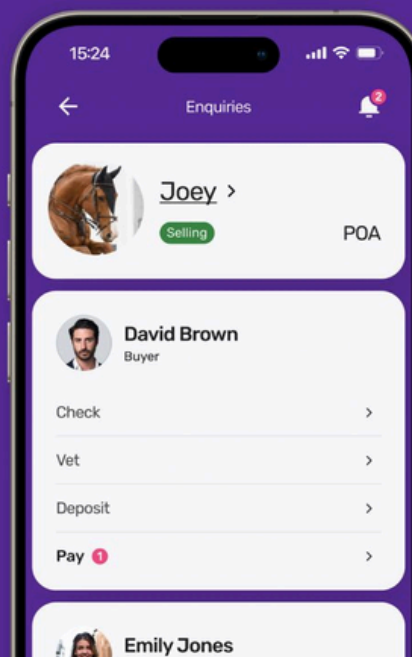 15:24
Enquiries
2
Joey
Selling
POA
David Brown
Buyer
Check
Vet
Deposit
Pay 1
Emily Jones